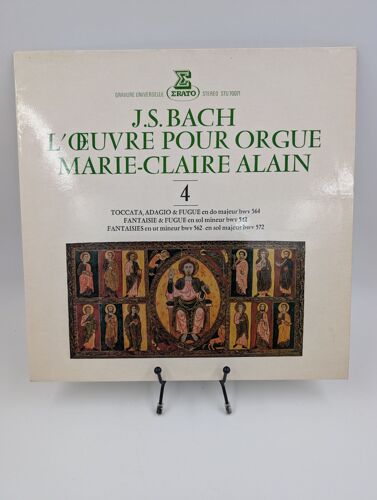 GRAVURE UNIVERSELLE ERATO STEREO STU 70071
J.S. BACH
L'ŒUVRE POUR ORGUE
MARIE-CLAIRE ALAIN
4
TOCCATA, ADAGIO & FUGUE en do majeur bwv 564
FANTAISIE & FUGUE en sol mineur bwv 542
FANTAISIES en ut mineur bwv 562 en sol majeur bwv 572